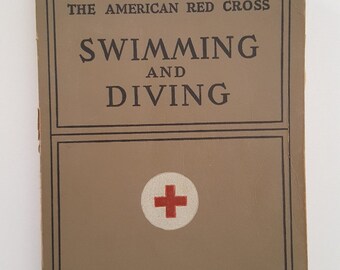 THE AMERICAN RED CROSS
SWIMMING
AND
DIVING